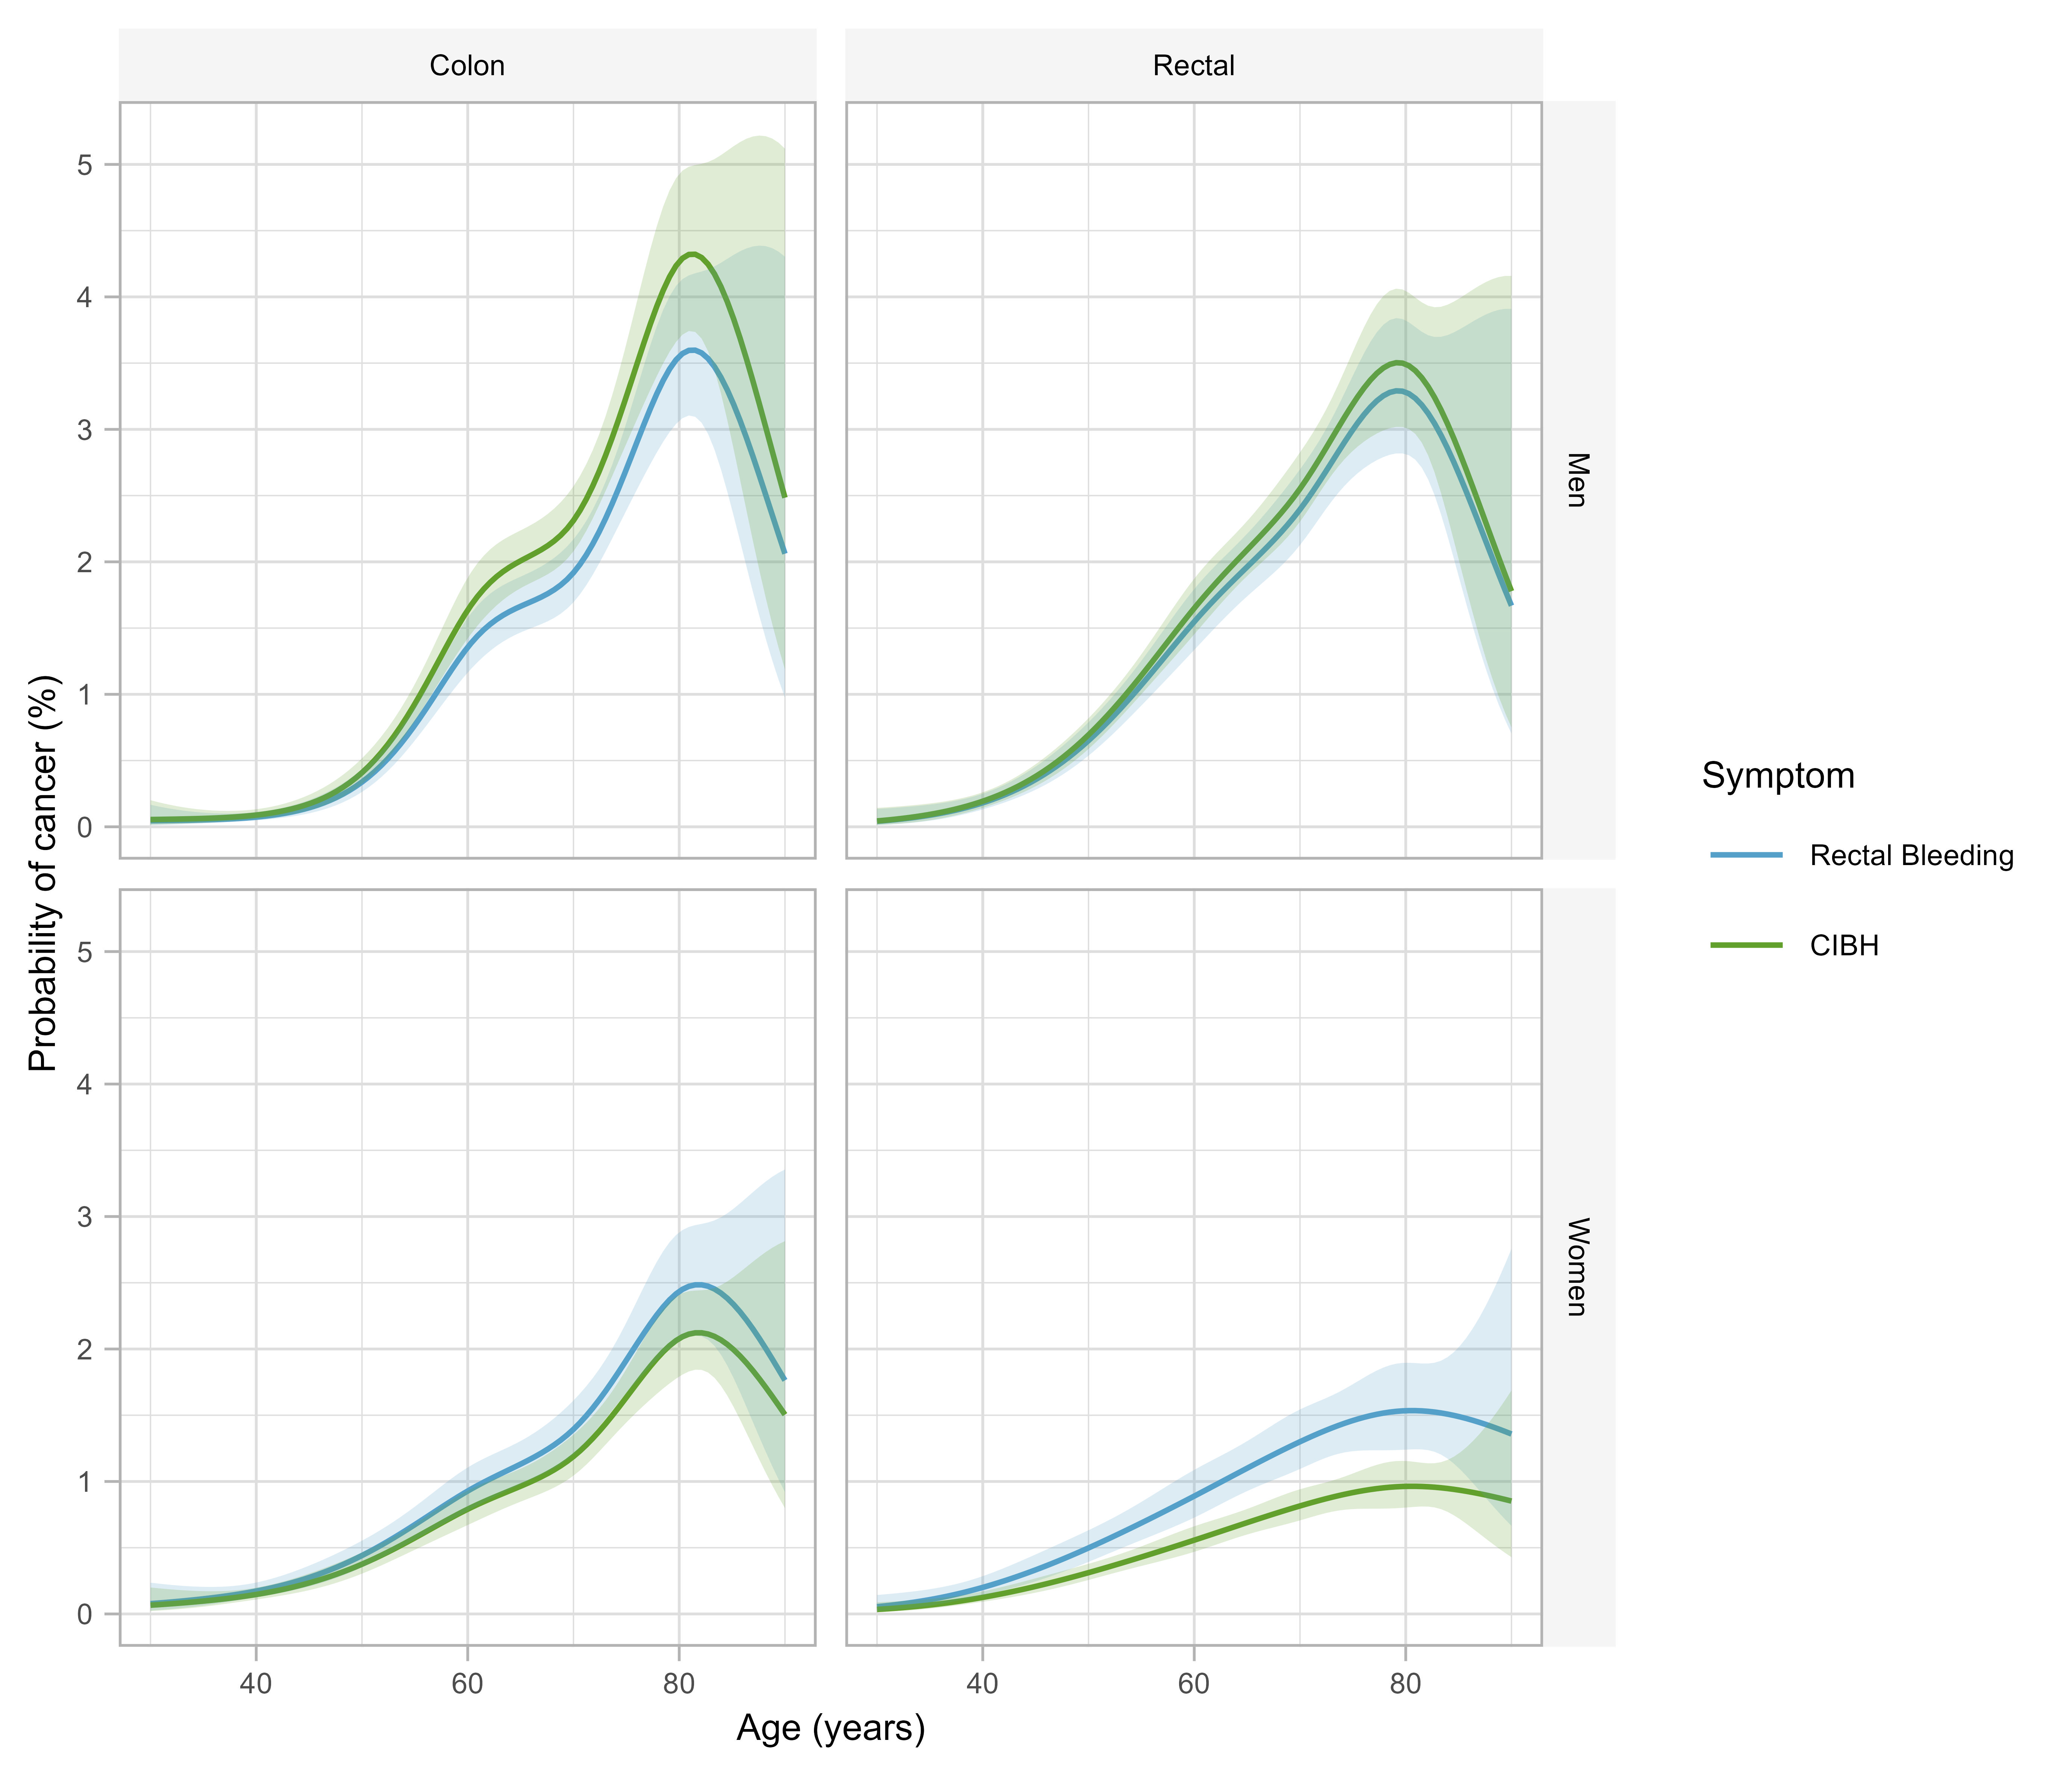 Colon
Rectal
5
4
3
2
1
0
Men
5
4
3
2
1
0
Women
40
60
80
40
60
80
Age (years)
Probability of cancer (%)
Symptom
Rectal Bleeding
CIBH